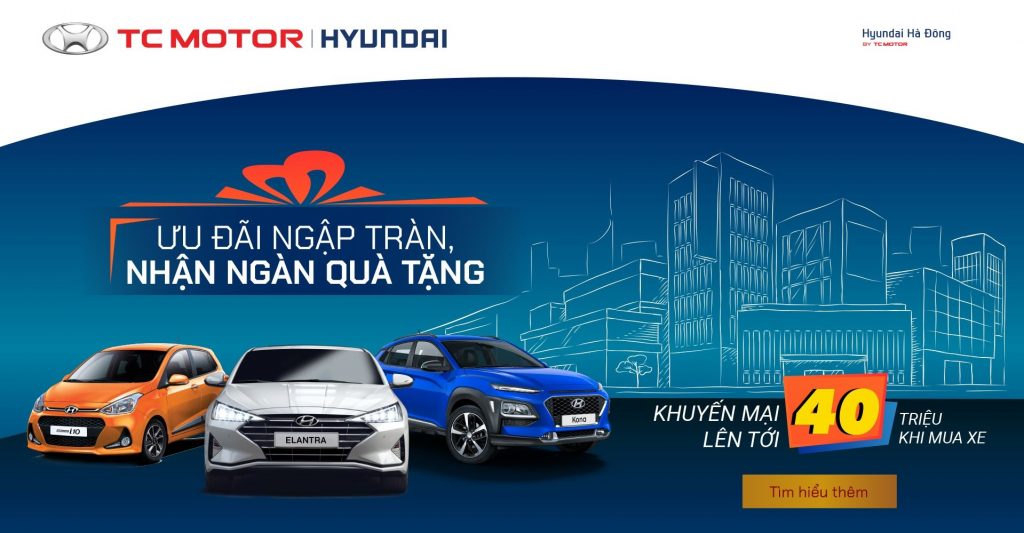 TC MOTOR | HYUNDAI
Hyundai Hà Đông
BY TC MOTOR
ƯU ĐÃI NGẬP TRÀN,
NHẬN NGÀN QUÀ TẶNG
i10
ELANTRA
Kona
KHUYẾN MẠI
LÊN TỚI
40
TRIỆU
KHI MUA XE
Tìm hiểu thêm